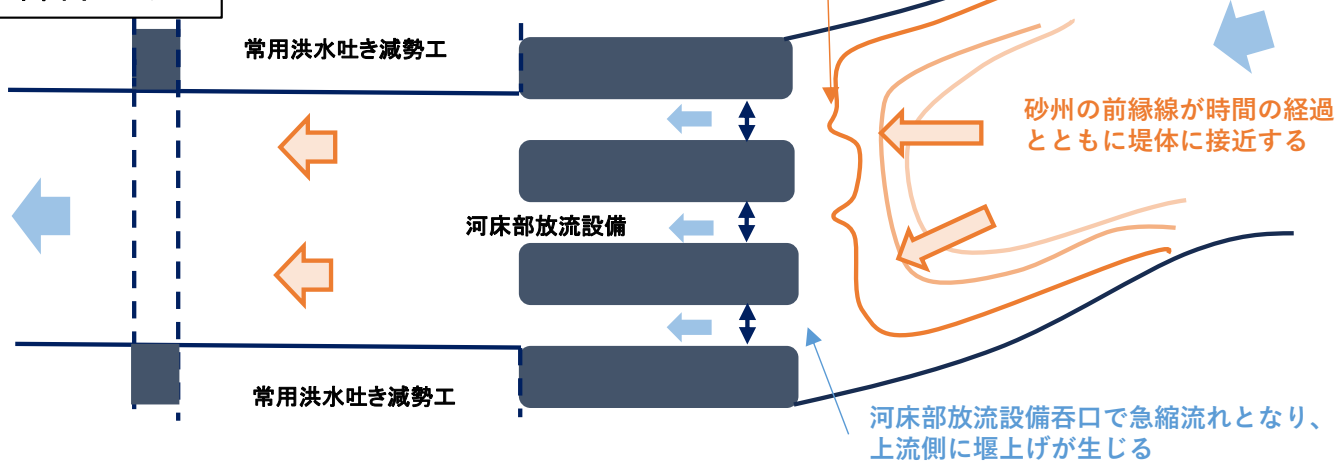 常用洪水吐き減勢工
砂州の前縁線が時間の経過
とともに堤体に接近する
河床部放流設備
常用洪水吐き減勢工
河床部放流設備呑口で急縮流れとなり、
上流側に堰上げが生じる